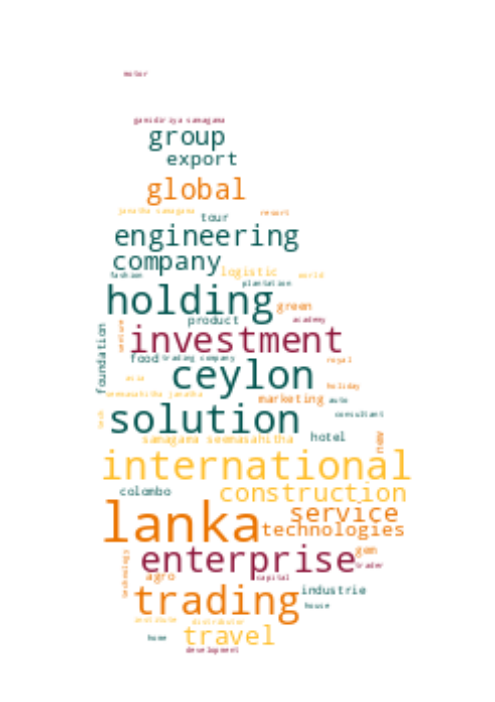 motor
gamidiriya samagama
group
export
global
janatha samagama
resort
tour
engineering
company
fashion
logistic
world
plantation
holding
green
product
academy
foundation
venture
investment
food
trading company
royal
ceylon
asia
holiday
seemasahitha janatha
marketing
auto
tech
solution
consultant
samagama seemasahitha
hotel
new
international
colombo
construction
lanka
service
technologies
enterprise
gem
trader
technology
agro
capital
trading
industrie
house
institute
distributor
home
travel
development